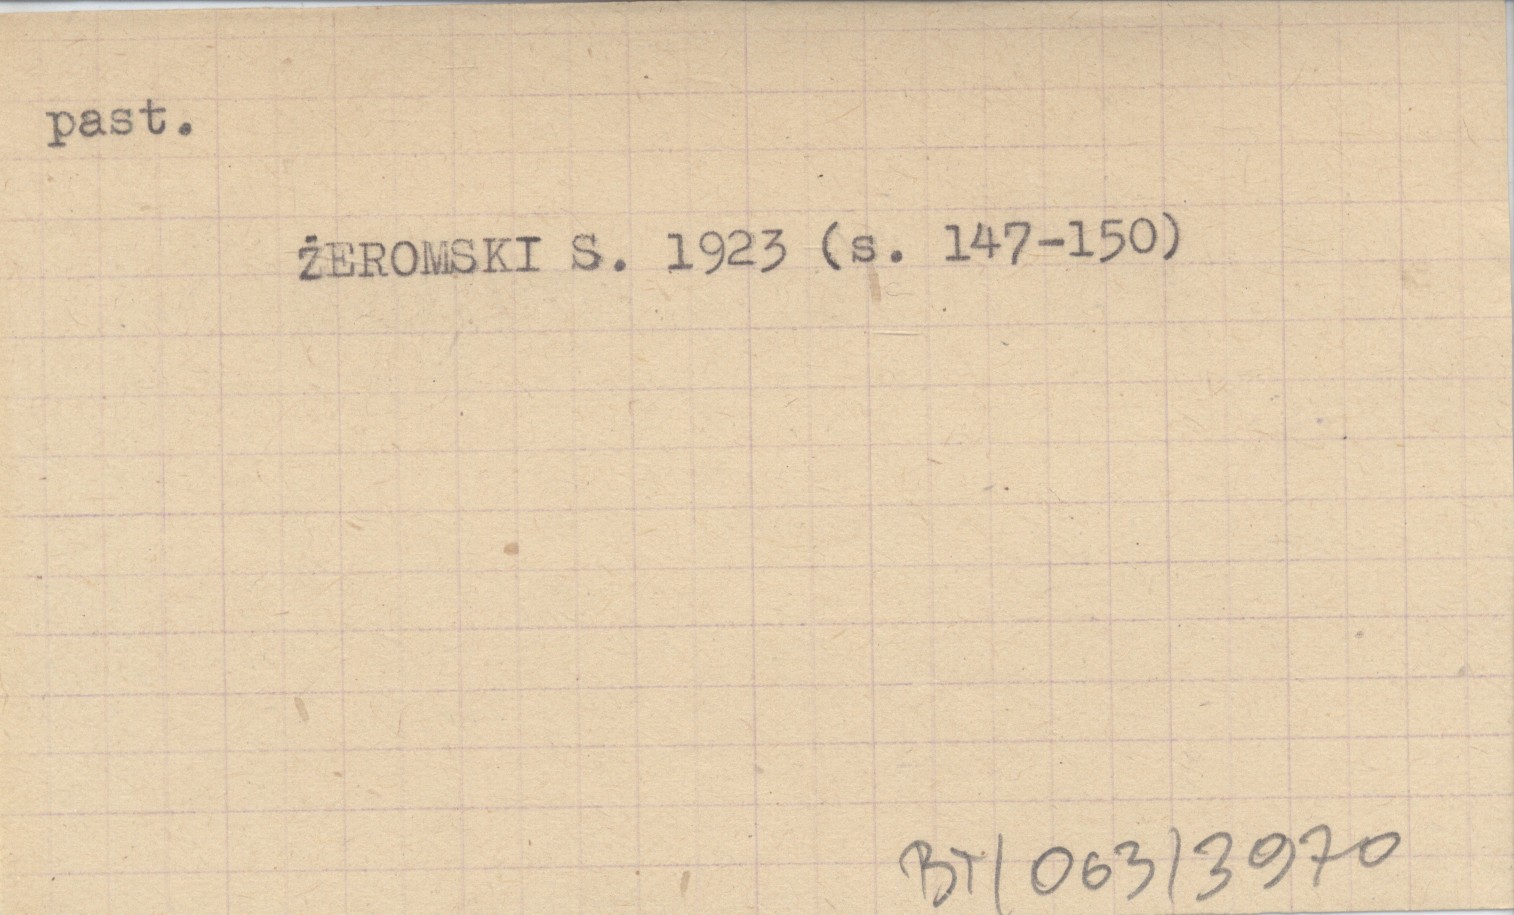 past.
ŻEROMSKI S. 1923 (s. 147-150)
BT/063/3970